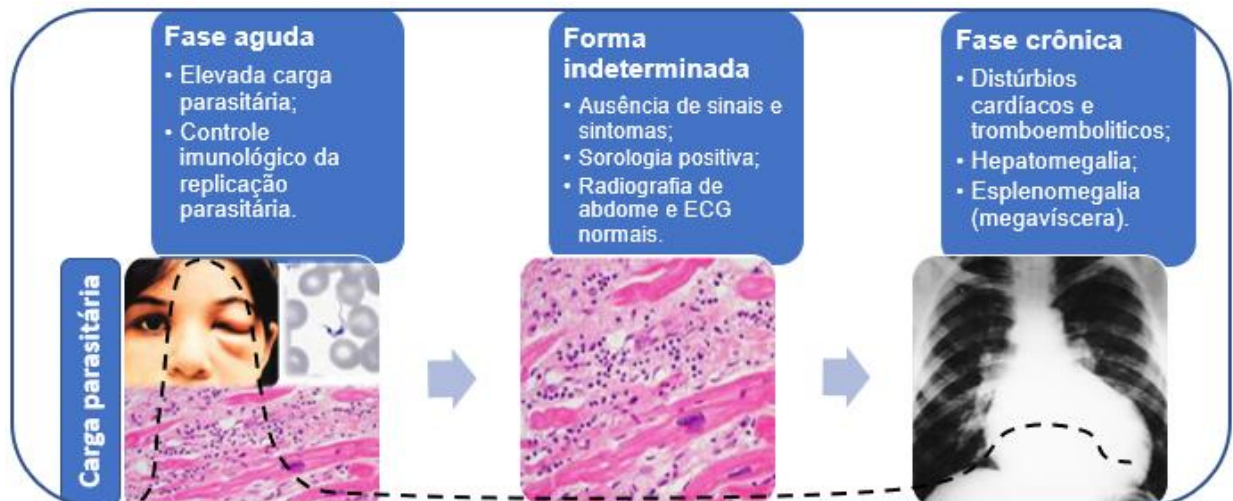 Fase aguda
• Elevada carga
parasitária;
• Controle
imunológico da
replicação
parasitária.
Forma
indeterminada
• Ausência de sinais e
sintomas;
• Sorologia positiva;
• Radiografia de
abdome e ECG
normais.
Fase crônica
• Distúrbios
cardíacos e
tromboemboliticos;
• Hepatomegalia;
• Esplenomegalia
(megavíscera).
Carga parasitária